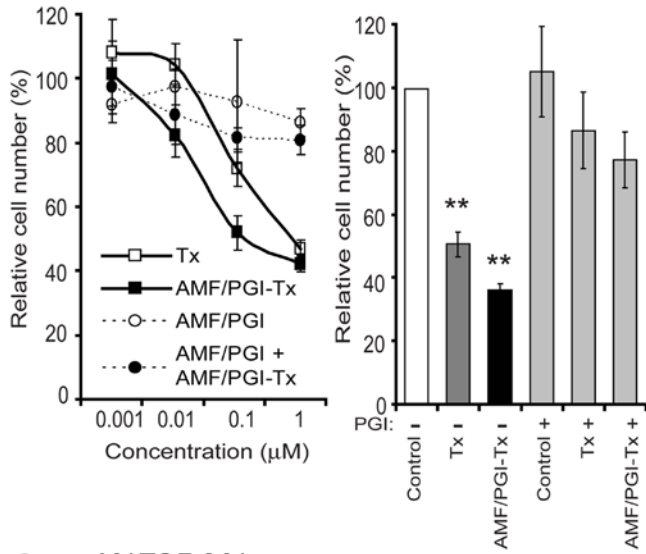 Relative cell number (%)
120
100
80
60
40
20
0
Tx
AMF/PGI-Tx
AMF/PGI
AMF/PGI +
AMF/PGI-Tx
0.001 0.01 0.1 1
Concentration (μM)
Relative cell number (%)
120
100
80
60
40
20
0
**
**
PGI:
Control -
Tx -
AMF/PGI-Tx -
Control +
Tx +
AMF/PGI-Tx +